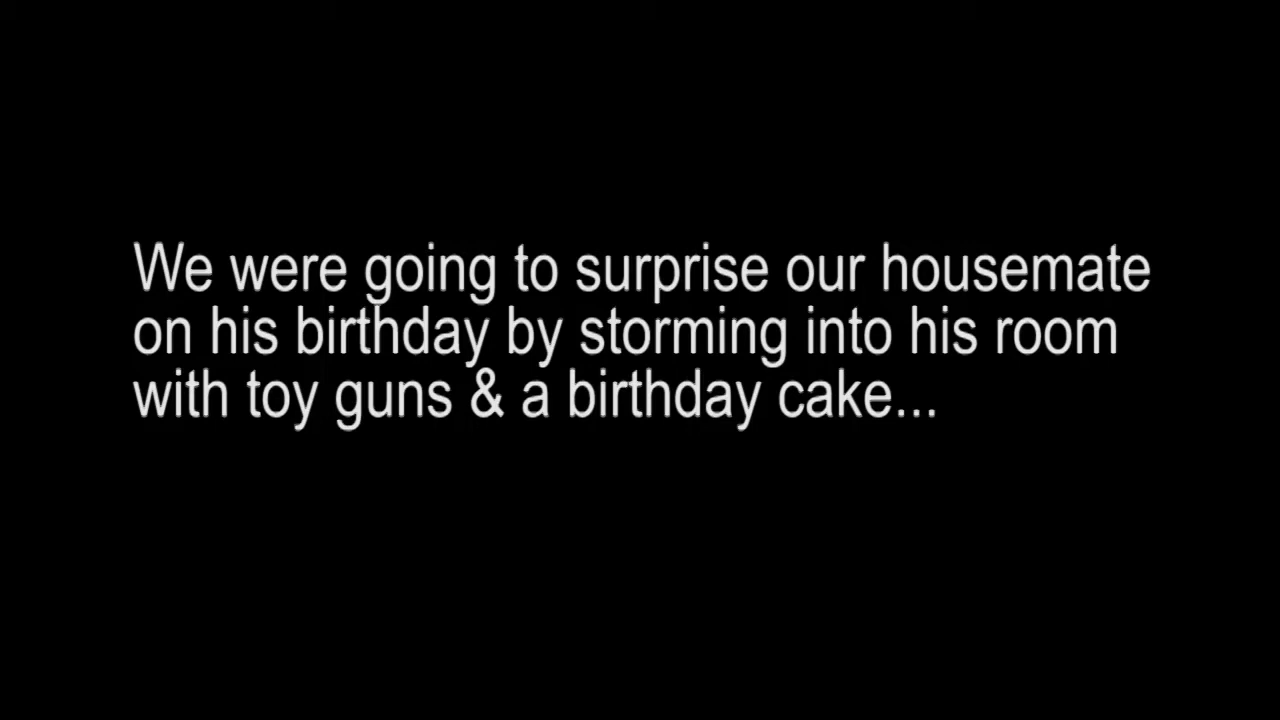 We were going to surprise our housemate
on his birthday by storming into his room
with toy guns & a birthday cake...